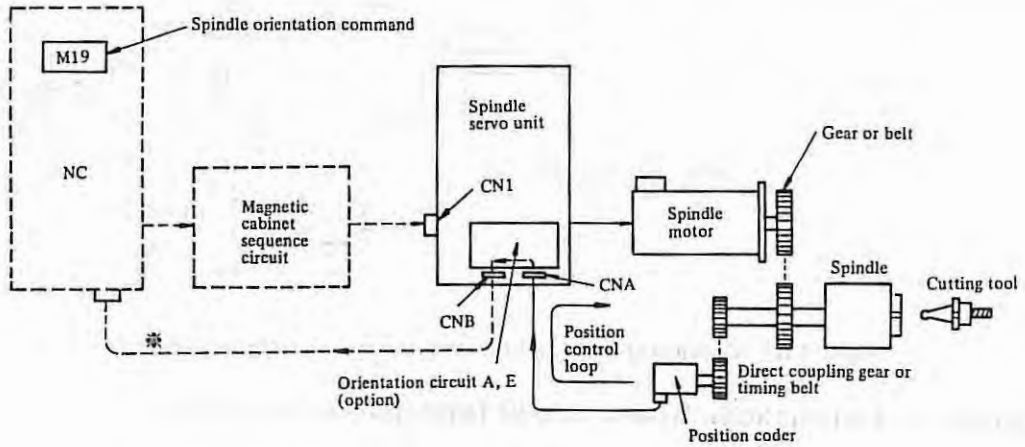 Spindle orientation command
M19
NC
Magnetic
cabinet
sequence
circuit
CN1
Spindle
servo unit
CNB
CNA
Orientation circuit A, E
(option)
Position
control
loop
Spindle
motor
Gear or belt
Spindle
Cutting tool
Direct coupling gear or
timing belt
Position coder
※